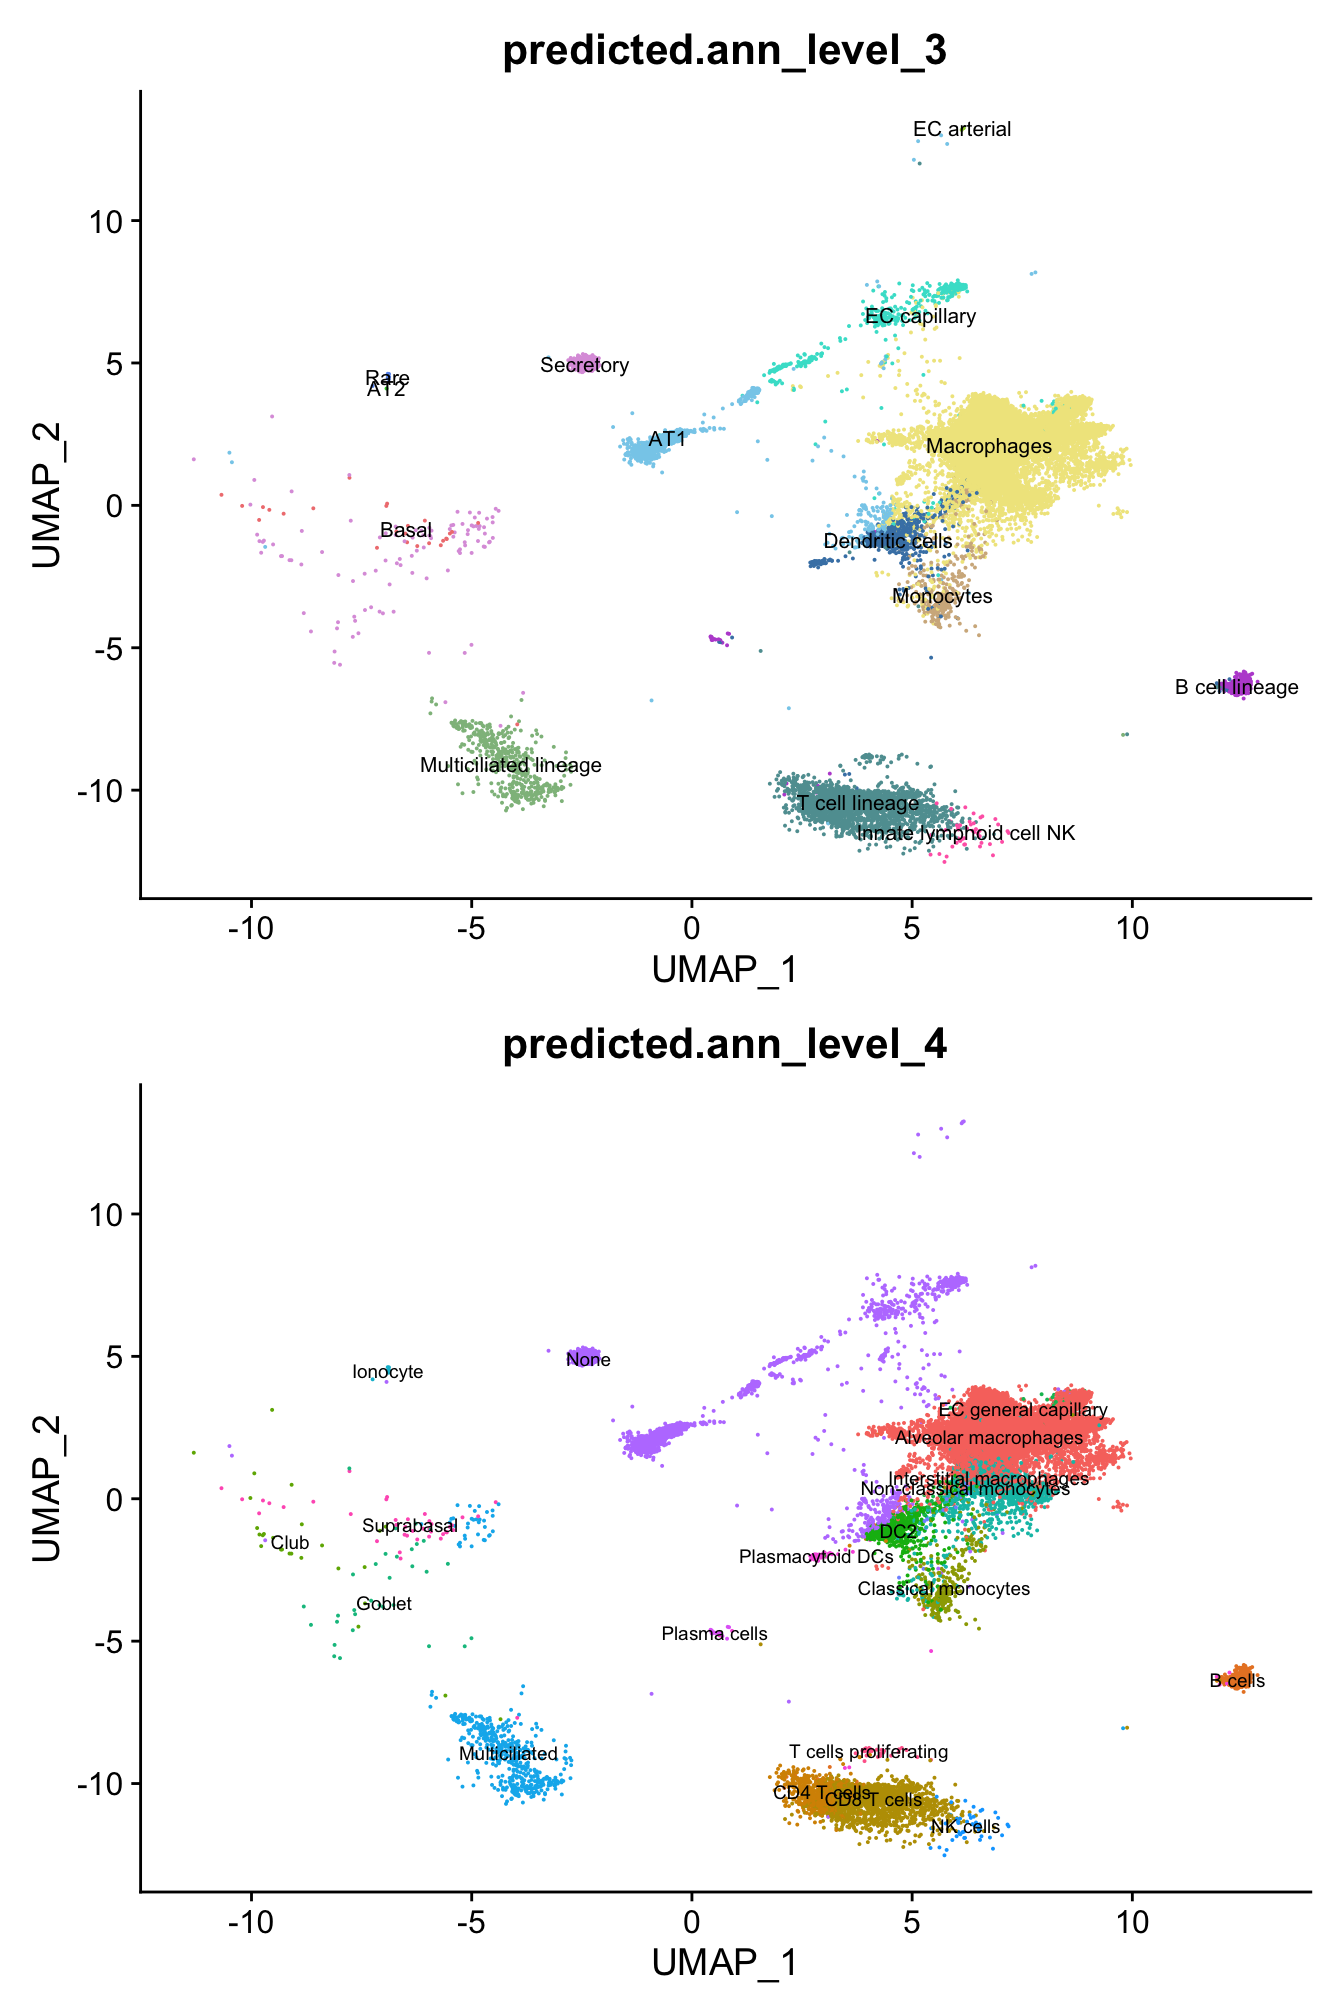 predicted.ann_level_3
EC arterial
10
EC capillary
5
Secretory
Rare
AT2
AT1
Macrophages
UMAP_2
0
Basal
Dendritic cells
Monocytes
-5
B cell lineage
Multiciliated lineage
-10
T cell lineage
Innate lymphoid cell NK
-10 -5 0 5 10
UMAP_1
predicted.ann_level_4
10
5
None
Ionocyte
EC general capillary
Alveolar macrophages
Interstitial macrophages
Non-classical monocytes
UMAP_2
0
Suprabasal
DC2
Club
Plasmacytoid DCs
Classical monocytes
Goblet
-5
Plasma cells
B cells
Multiciliated
T cells proliferating
-10
CD4 T cells
CD8 T cells
NK cells
-10 -5 0 5 10
UMAP_1